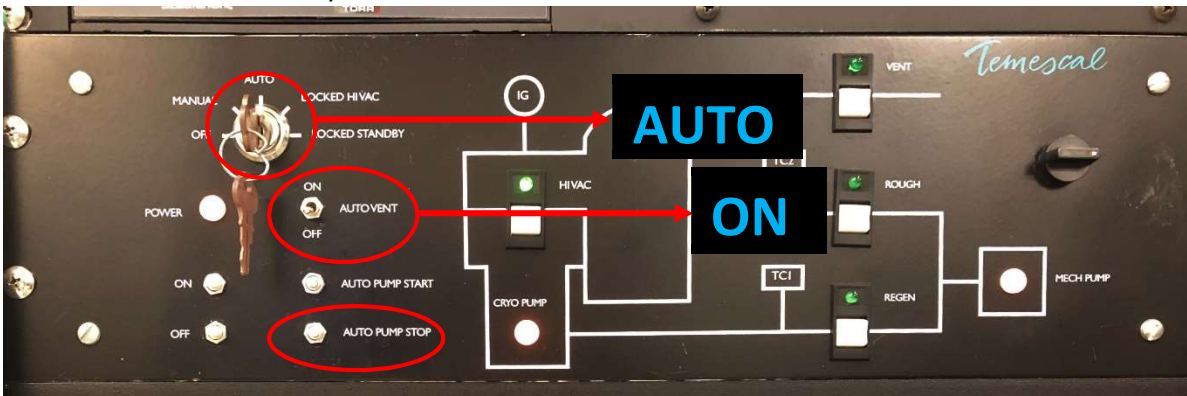 TORR
Temescal
AUTO
MANUAL
LOCKED HIVAC
OFF
LOCKED STANDBY
IG
AUTO
VENT
TC2
ON
HIVAC
ON
ROUGH
POWER
AUTOVENT
OFF
TC1
MECH PUMP
ON
AUTO PUMP START
CRYO PUMP
REGEN
OFF
AUTO PUMP STOP